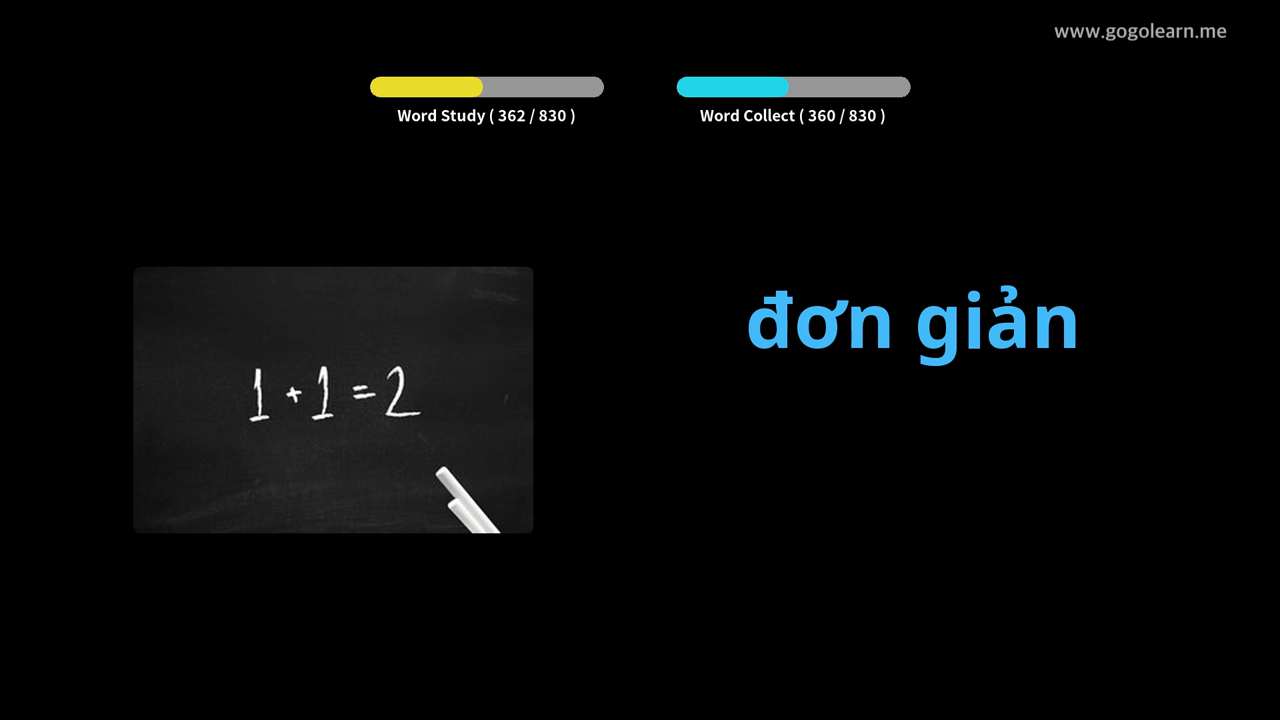 www.gogolearn.me
Word Study ( 362 / 830 )
Word Collect ( 360 / 830 )
đơn giản
1 + 1 = 2